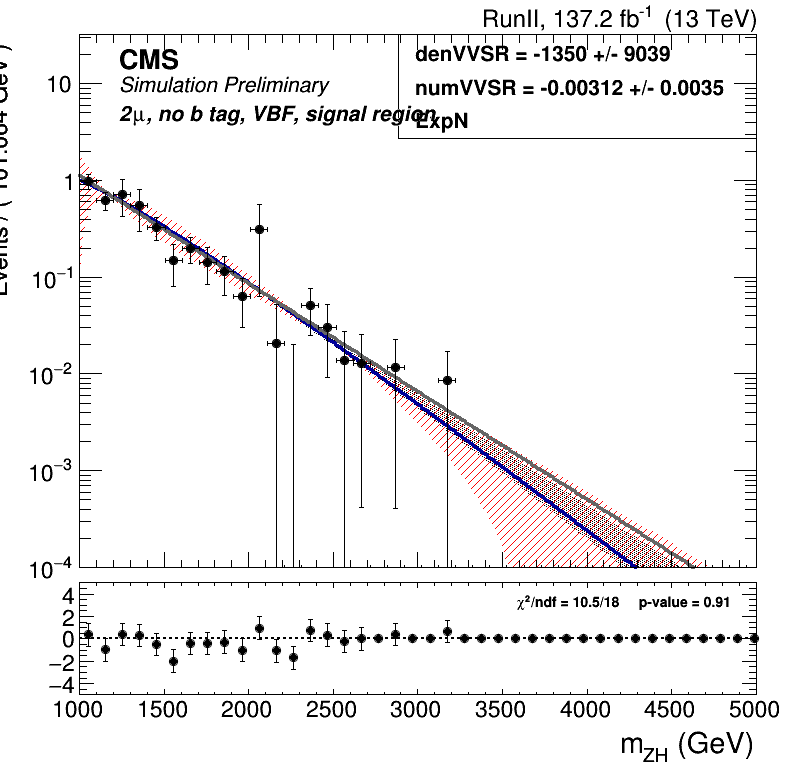 RunII, 137.2 fb⁻¹ (13 TeV)
CMS
Simulation Preliminary
2μ, no b tag, VBF, signal region
denVVSR = -1350 +/- 9039
numVVSR = -0.00312 +/- 0.0035
ExpN
10
1
10⁻¹
10⁻²
10⁻³
10⁻⁴
χ²/ndf = 10.5/18 p-value = 0.91
4
2
0
−2
−4
1000 1500 2000 2500 3000 3500 4000 4500 5000
m_ZH (GeV)